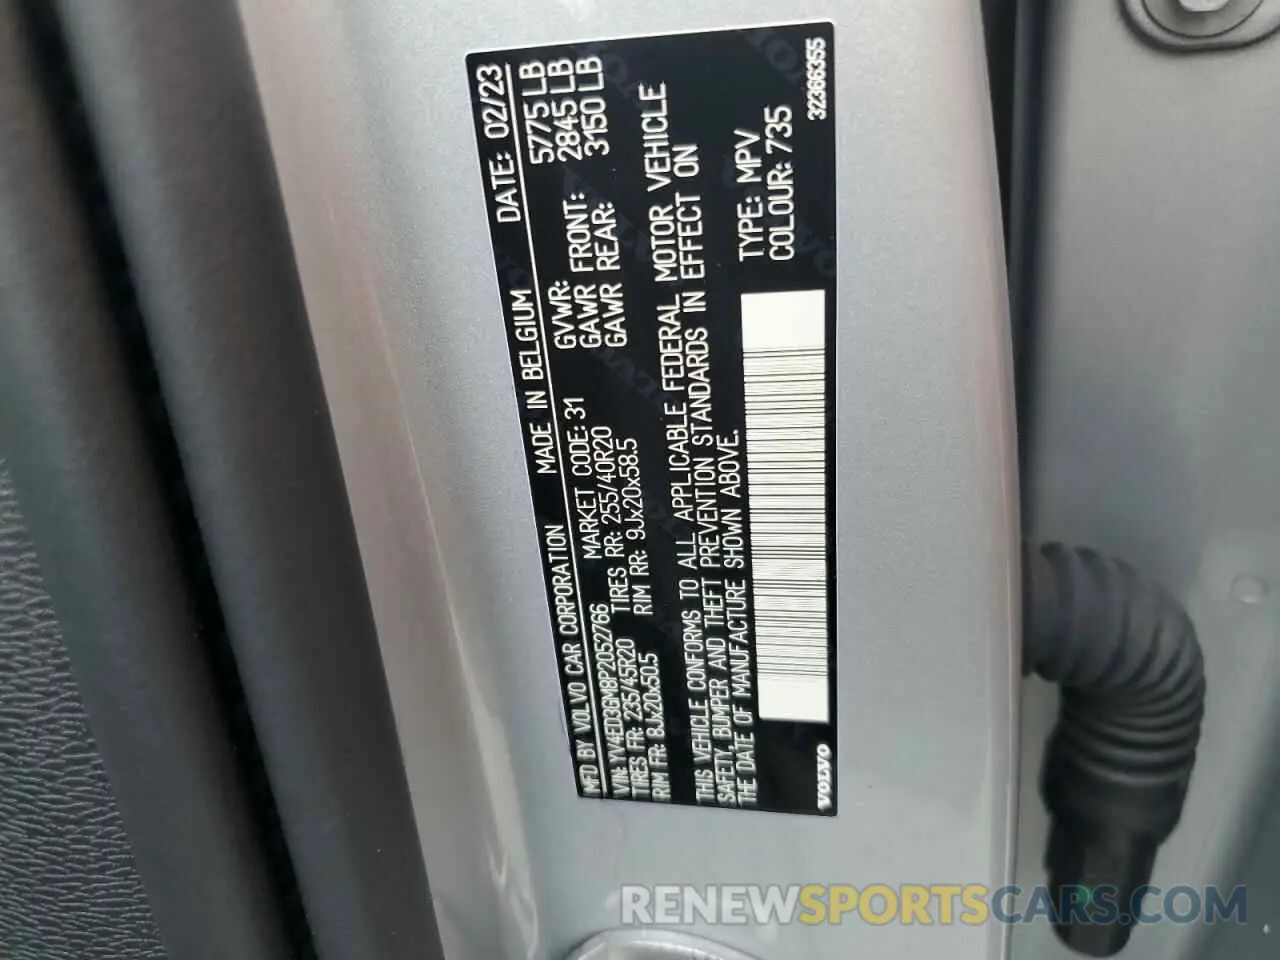 MFD BY VOLVO CAR CORPORATION MADE IN BELGIUM DATE: 02/23
VIN: YV4ED3GM8P2052766 MARKET CODE: 31 GVWR: 5775 LB
TIRES FR: 235/45R20 TIRES RR: 255/40R20 GAWR FRONT: 2845 LB
RIM FR: 8Jx20x50.5 RIM RR: 9Jx20x58.5 GAWR REAR: 3150 LB
THIS VEHICLE CONFORMS TO ALL APPLICABLE FEDERAL MOTOR VEHICLE
SAFETY, BUMPER AND THEFT PREVENTION STANDARDS IN EFFECT ON
THE DATE OF MANUFACTURE SHOWN ABOVE.
TYPE: MPV
COLOUR: 735
VOLVO 32366355
RENEWSPORTSCARS.COM